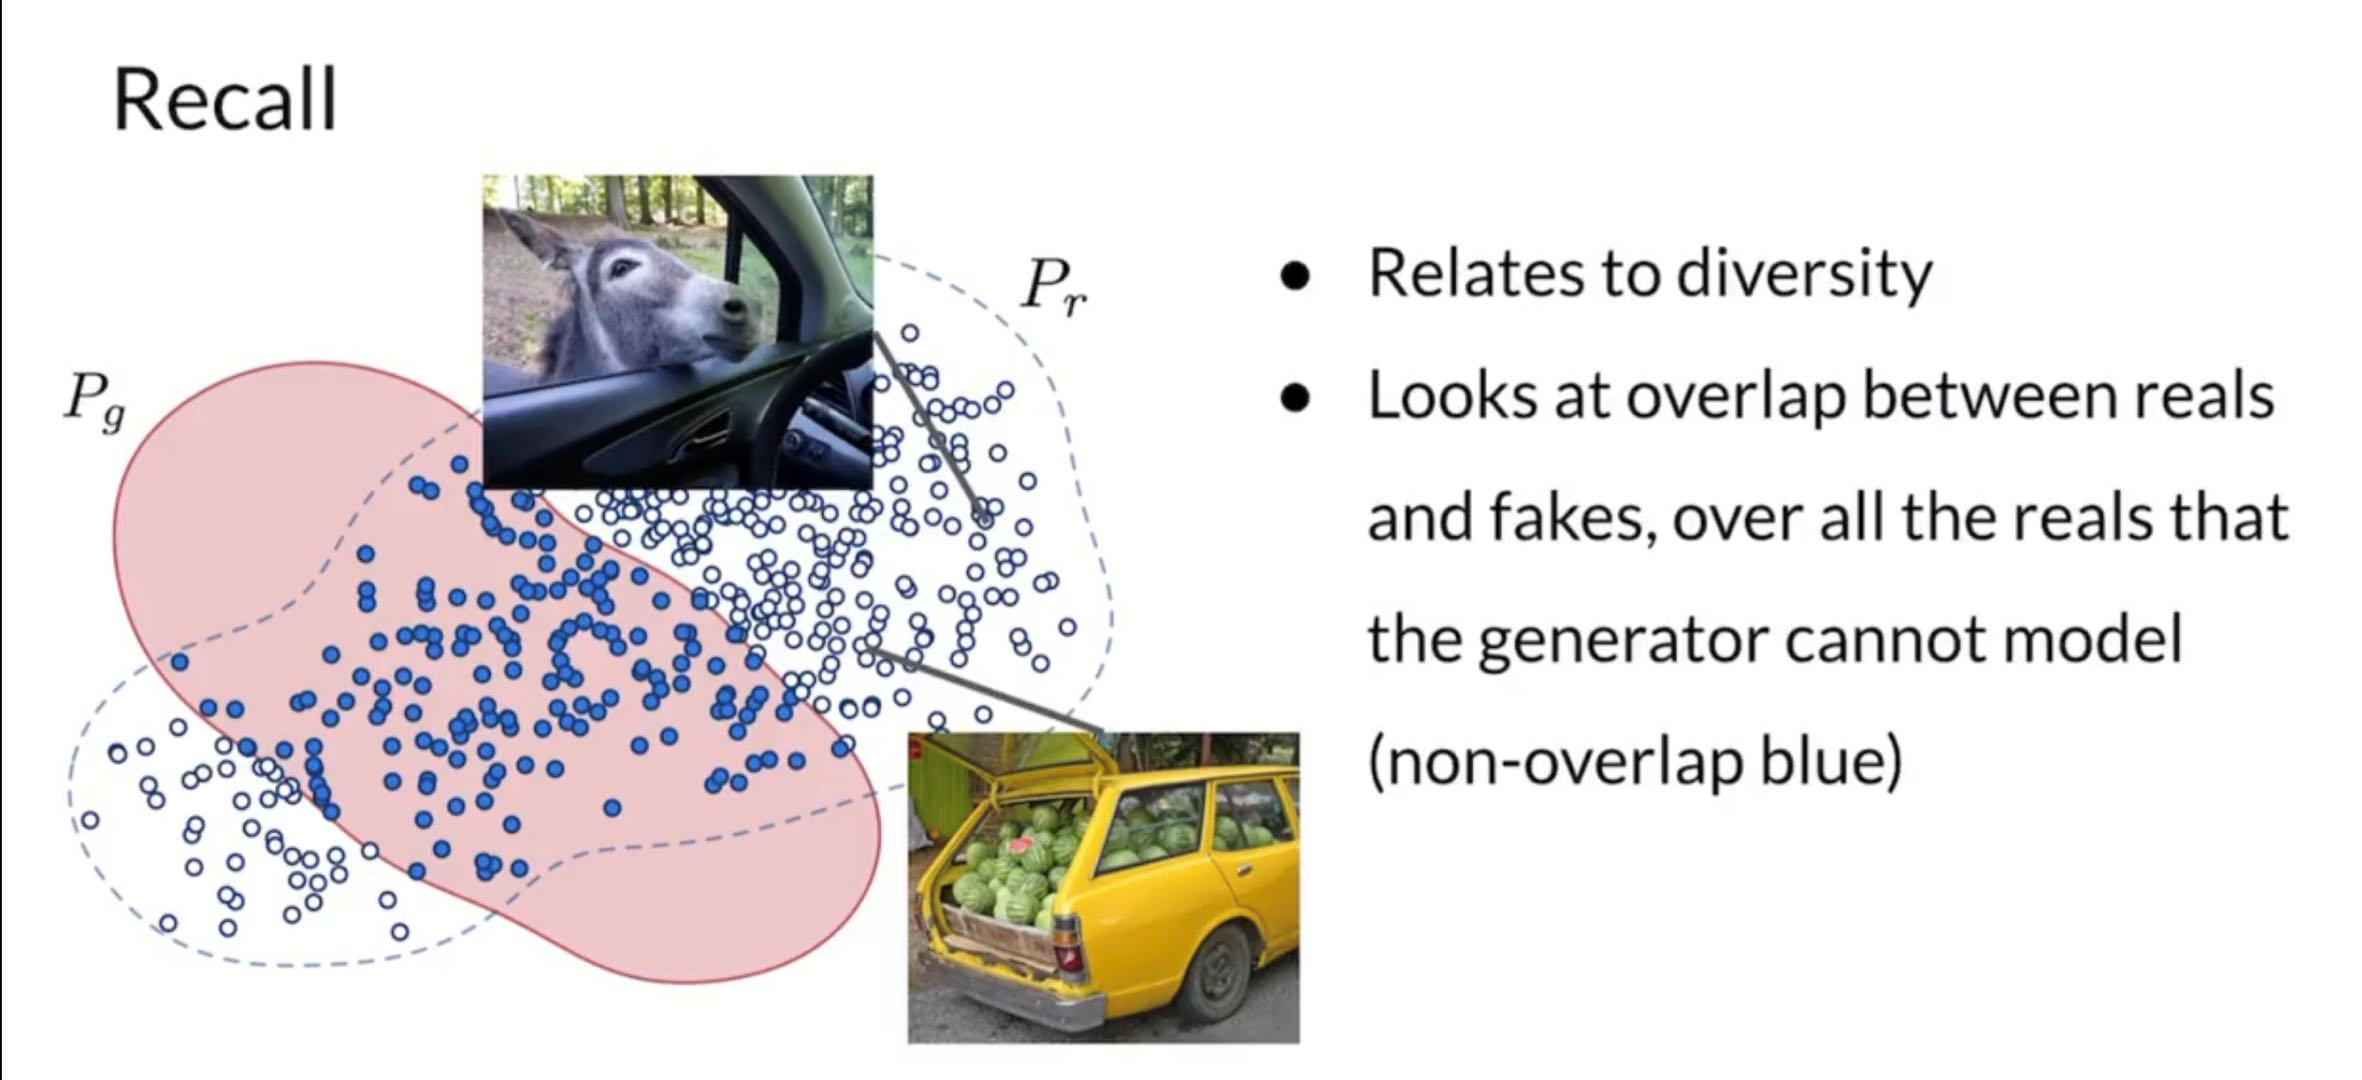 Recall
P_r
P_g
● Relates to diversity
● Looks at overlap between reals
and fakes, over all the reals that
the generator cannot model
(non-overlap blue)